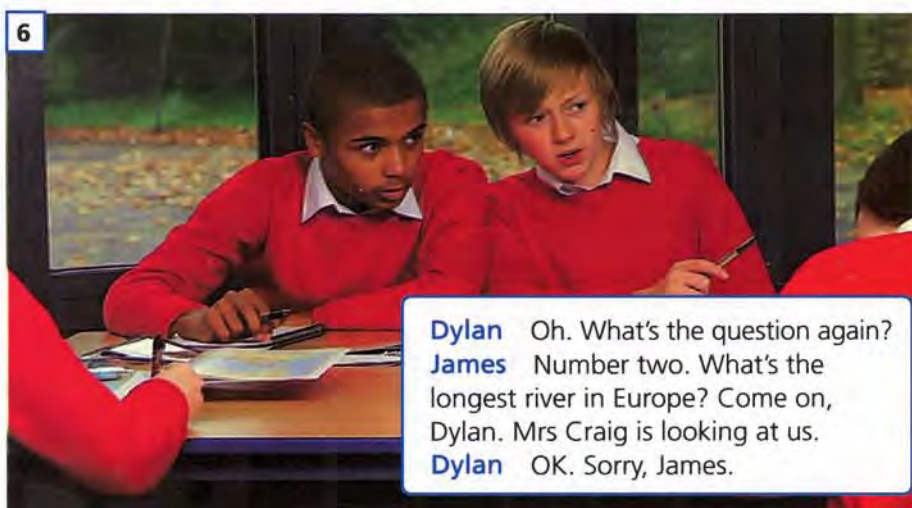 6
Dylan Oh. What's the question again?
James Number two. What's the
longest river in Europe? Come on,
Dylan. Mrs Craig is looking at us.
Dylan OK. Sorry, James.